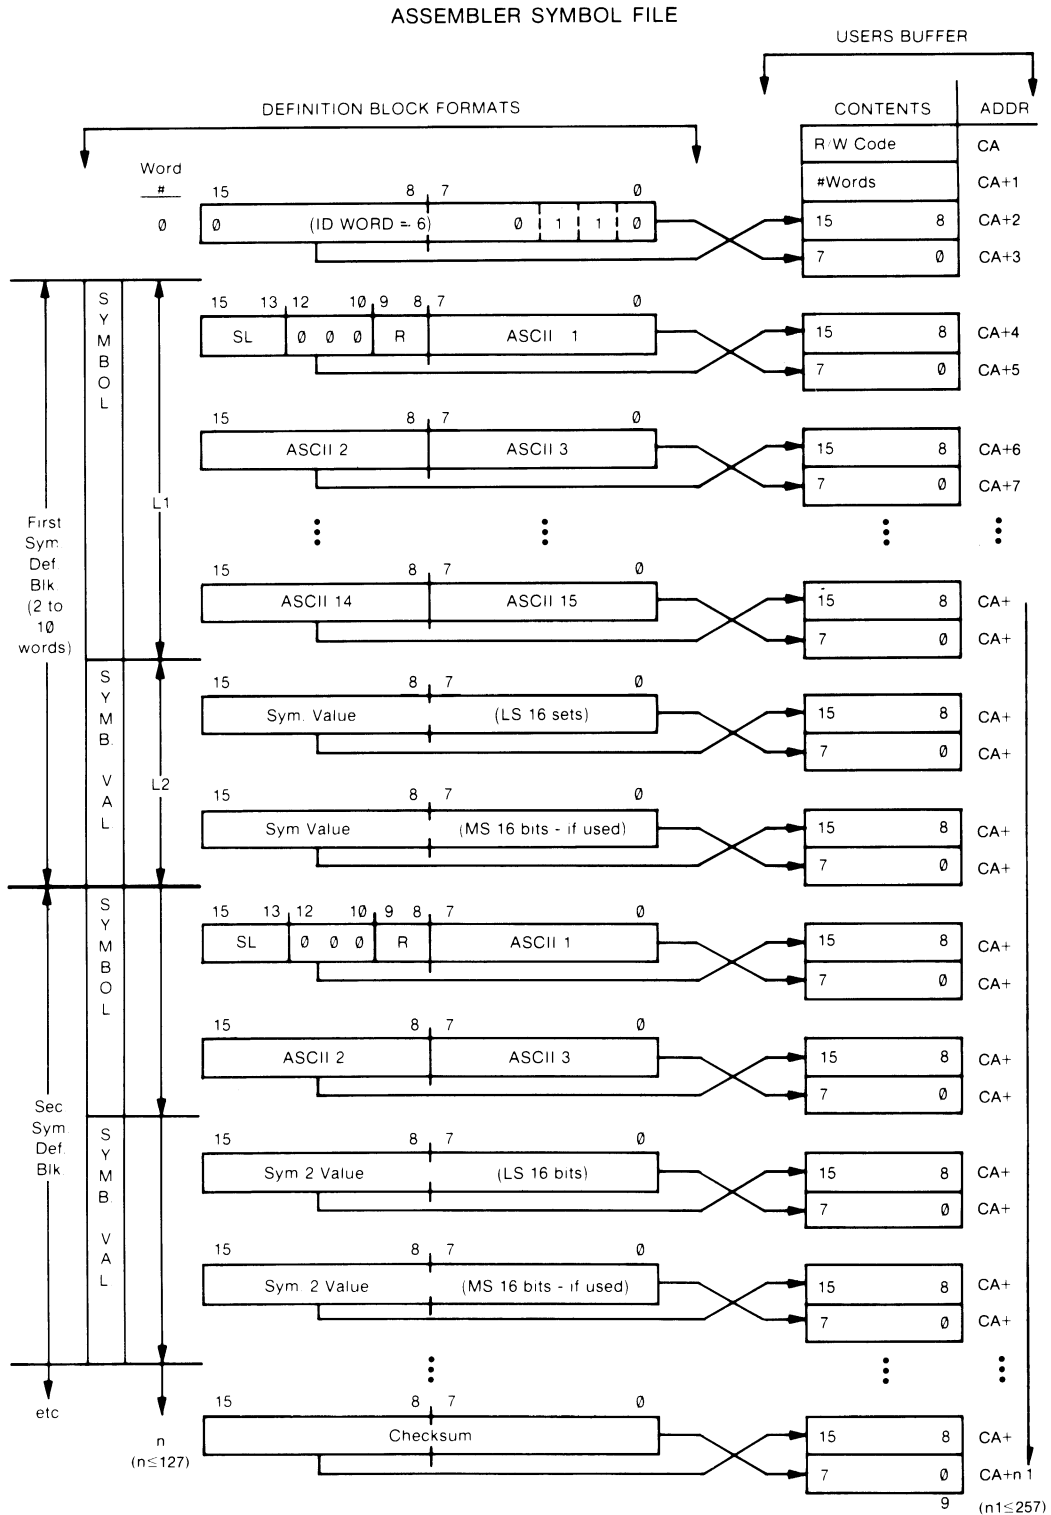 ASSEMBLER SYMBOL FILE
USERS BUFFER
DEFINITION BLOCK FORMATS
CONTENTS ADDR
R/W Code CA
Word
#
#Words CA+1
15 8 7 0
Ø Ø (ID WORD = 6) Ø 1 1 Ø 15 8 CA+2
7 Ø CA+3
SYMBOL
15 13 12 1Ø 9 8 7 Ø
SL Ø Ø Ø R ASCII 1 15 8 CA+4
7 Ø CA+5
15 8 7 Ø
ASCII 2 ASCII 3 15 8 CA+6
7 Ø CA+7
L1
First
Sym.
Def.
Blk.
(2 to
1Ø
words)
15 8 7 Ø
ASCII 14 ASCII 15 15 8 CA+
7 Ø CA+
SYMB. VAL
15 8 7 Ø
Sym. Value (LS 16 sets) 15 8 CA+
7 Ø CA+
L2
15 8 7 Ø
Sym Value (MS 16 bits - if used) 15 8 CA+
7 Ø CA+
SYMBOL
15 13 12 1Ø 9 8 7 Ø
SL Ø Ø Ø R ASCII 1 15 8 CA+
7 Ø CA+
15 8 7 Ø
ASCII 2 ASCII 3 15 8 CA+
7 Ø CA+
Sec
Sym.
Def.
Blk.
SYMB VAL
15 8 7 Ø
Sym 2 Value (LS 16 bits) 15 8 CA+
7 Ø CA+
15 8 7 Ø
Sym. 2 Value (MS 16 bits - if used) 15 8 CA+
7 Ø CA+
etc
15 8 7 Ø
Checksum 15 8 CA+
7 Ø CA+n 1
n
(n≤127)
9 (n1≤257)